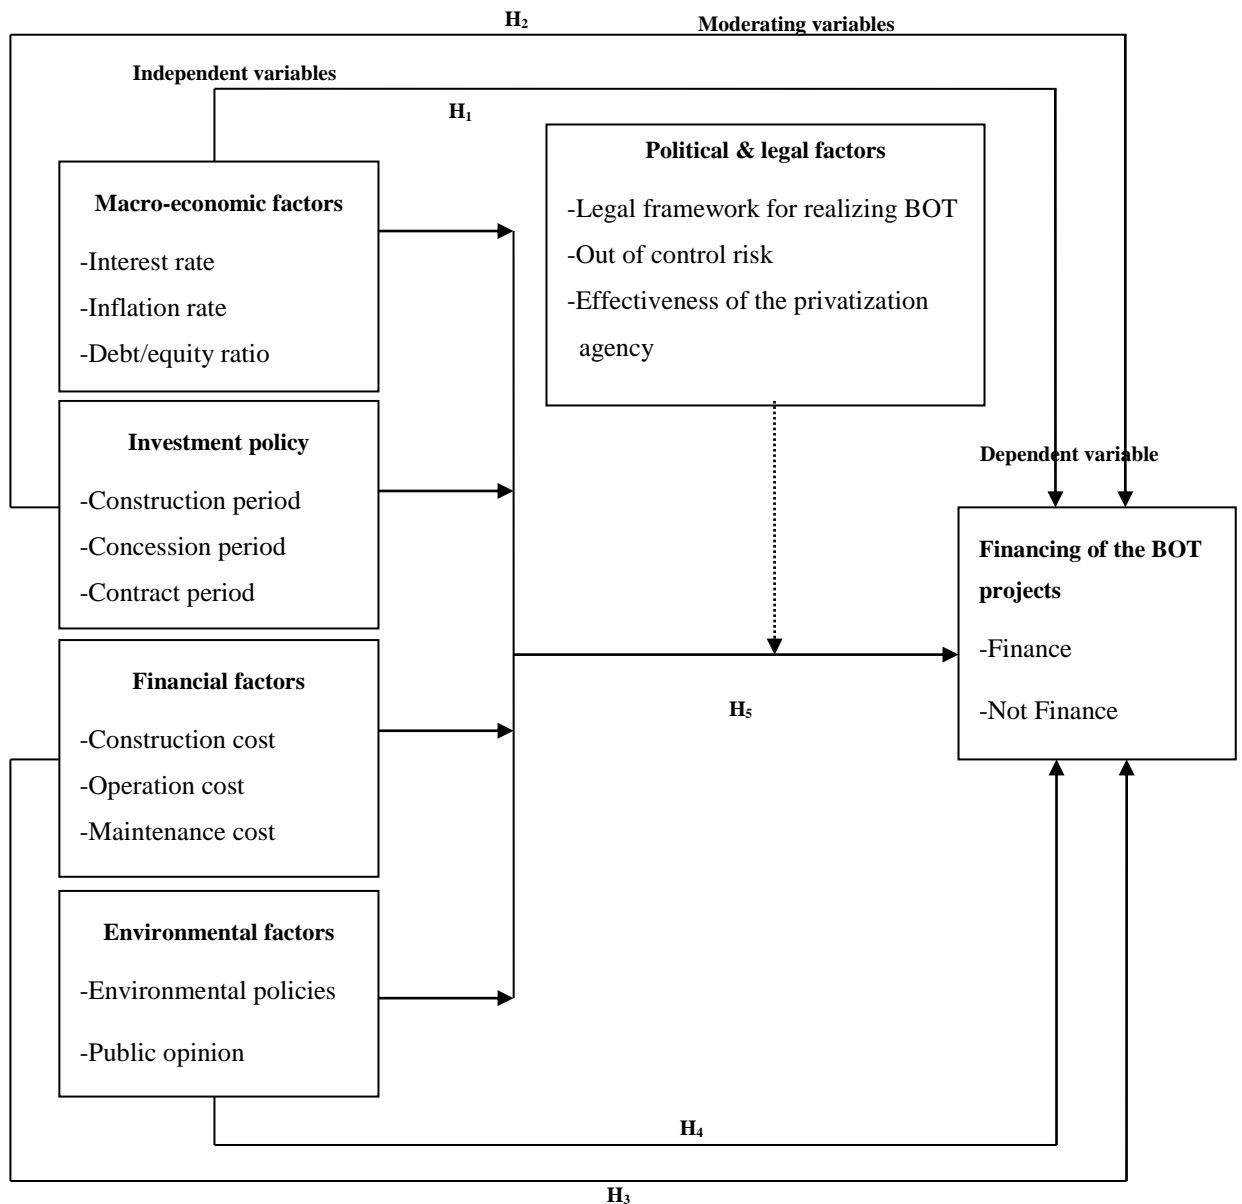 H₂
Moderating variables
Independent variables
H₁
Macro-economic factors
-Interest rate
-Inflation rate
-Debt/equity ratio
Political & legal factors
-Legal framework for realizing BOT
-Out of control risk
-Effectiveness of the privatization
agency
Investment policy
-Construction period
-Concession period
-Contract period
Dependent variable
Financing of the BOT
projects
-Finance
-Not Finance
Financial factors
-Construction cost
-Operation cost
-Maintenance cost
H₅
Environmental factors
-Environmental policies
-Public opinion
H₄
H₃